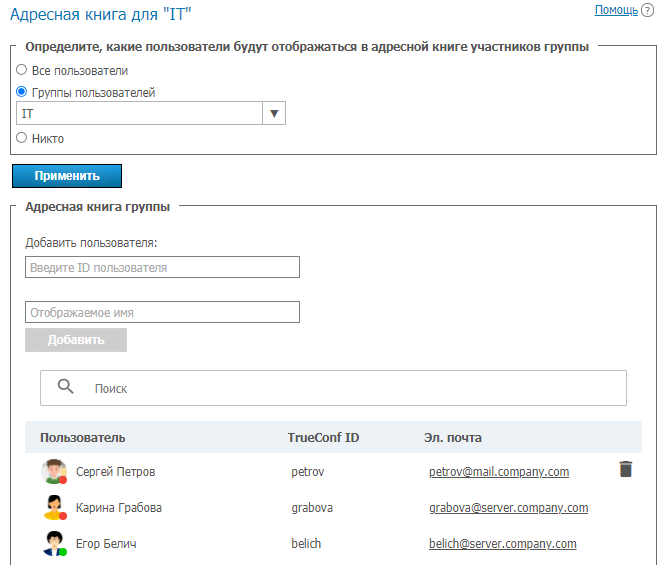 Адресная книга для "IT"
Помощь ?
Определите, какие пользователи будут отображаться в адресной книге участников группы
Все пользователи
Группы пользователей
IT
Никто
Применить
Адресная книга группы
Добавить пользователя:
Введите ID пользователя
Отображаемое имя
Добавить
Поиск
Пользователь TrueConf ID Эл. почта
Сергей Петров petrov petrov@mail.company.com
Карина Грабова grabova grabova@server.company.com
Егор Белич belich belich@server.company.com